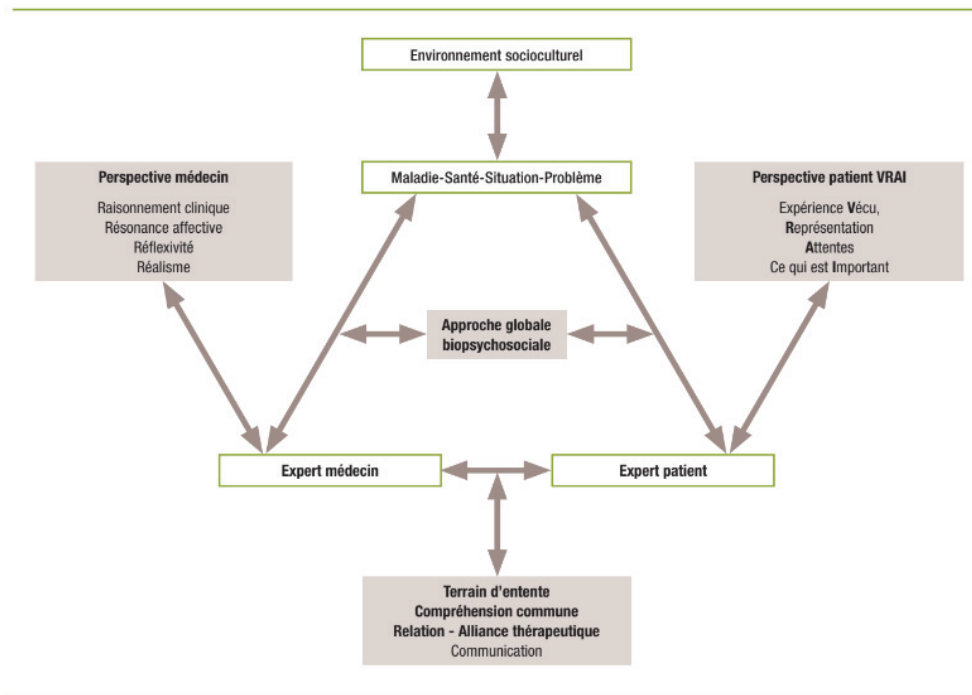 Environnement socioculturel
Maladie-Santé-Situation-Problème
Perspective médecin
Raisonnement clinique
Résonance affective
Réflexivité
Réalisme
Perspective patient VRAI
Expérience Vécu,
Représentation
Attentes
Ce qui est Important
Approche globale
biopsychosociale
Expert médecin
Expert patient
Terrain d'entente
Compréhension commune
Relation - Alliance thérapeutique
Communication